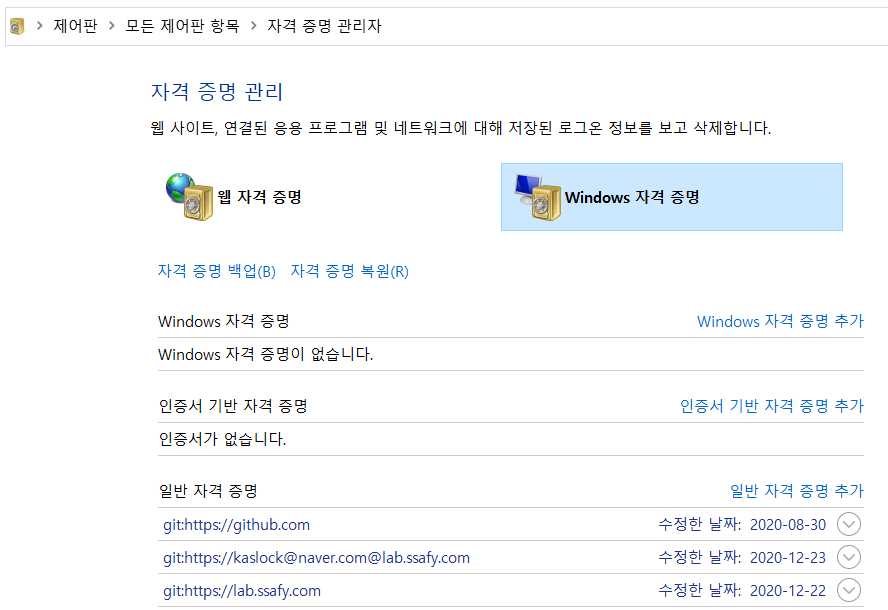 제어판 > 모든 제어판 항목 > 자격 증명 관리자
자격 증명 관리
웹 사이트, 연결된 응용 프로그램 및 네트워크에 대해 저장된 로그온 정보를 보고 삭제합니다.
웹 자격 증명 Windows 자격 증명
자격 증명 백업(B) 자격 증명 복원(R)
Windows 자격 증명 Windows 자격 증명 추가
Windows 자격 증명이 없습니다.
인증서 기반 자격 증명 인증서 기반 자격 증명 추가
인증서가 없습니다.
일반 자격 증명 일반 자격 증명 추가
git:https://github.com 수정한 날짜: 2020-08-30
git:https://kaslock@naver.com@lab.ssafy.com 수정한 날짜: 2020-12-23
git:https://lab.ssafy.com 수정한 날짜: 2020-12-22